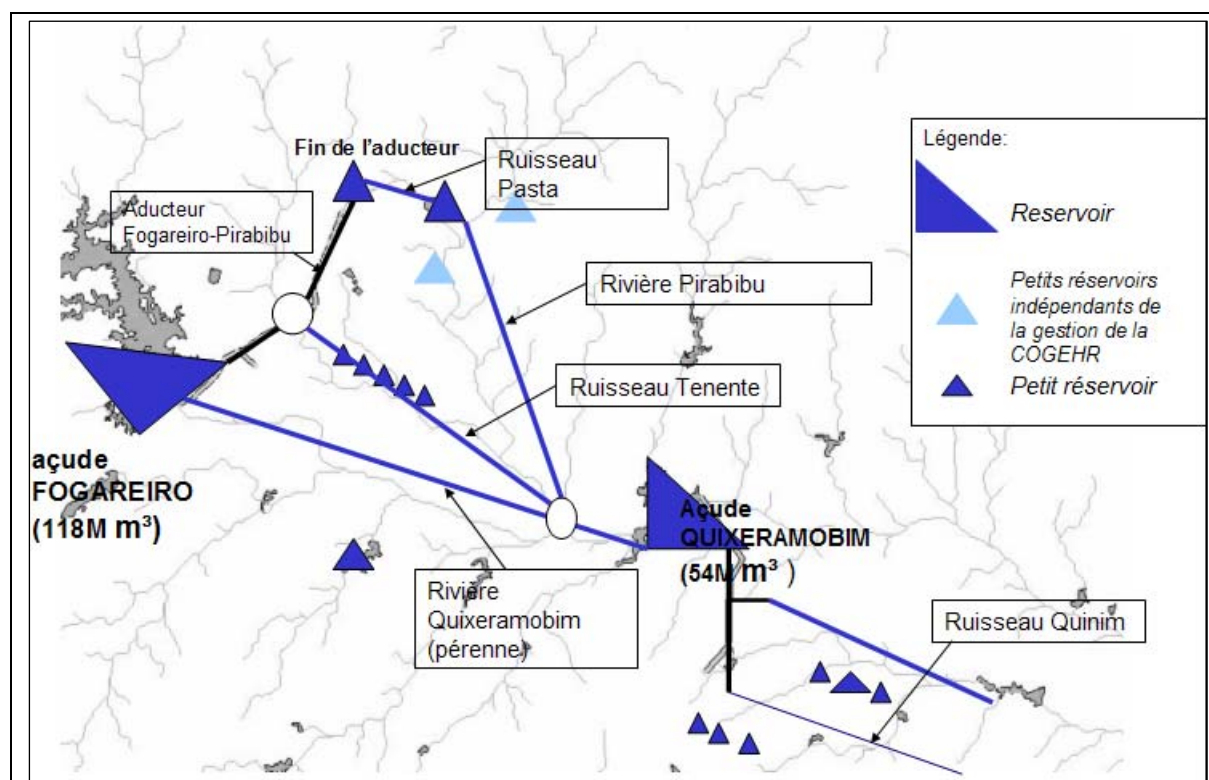 Fin de l'aducteur
Ruisseau
Pasta
Aducteur
Fogareiro-Pirabibu
Rivière Pirabibu
Ruisseau Tenente
açude
FOGAREIRO
(118M m³)
Açude
QUIXERAMOBIM
(54M m³ )
Rivière
Quixeramobim
(pérenne)
Ruisseau Quinim
Légende:
Reservoir
Petits réservoirs
indépendants de
la gestion de la
COGEHR
Petit réservoir